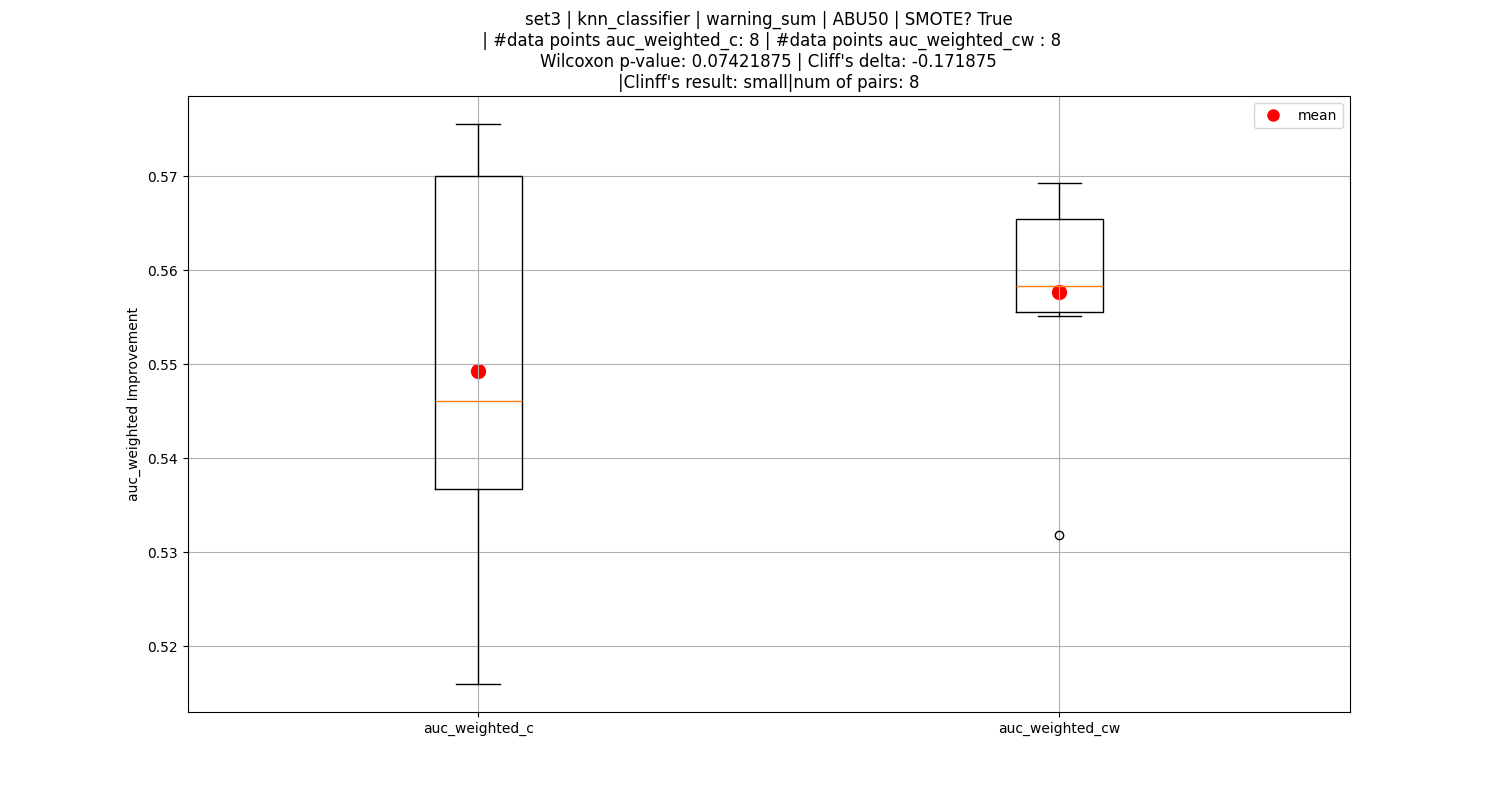 set3 | knn_classifier | warning_sum | ABU50 | SMOTE? True
| #data points auc_weighted_c: 8 | #data points auc_weighted_cw : 8
Wilcoxon p-value: 0.07421875 | Cliff's delta: -0.171875
|Clinff's result: small|num of pairs: 8
mean
0.57
0.56
0.55
0.54
0.53
0.52
auc_weighted Improvement
auc_weighted_c
auc_weighted_cw